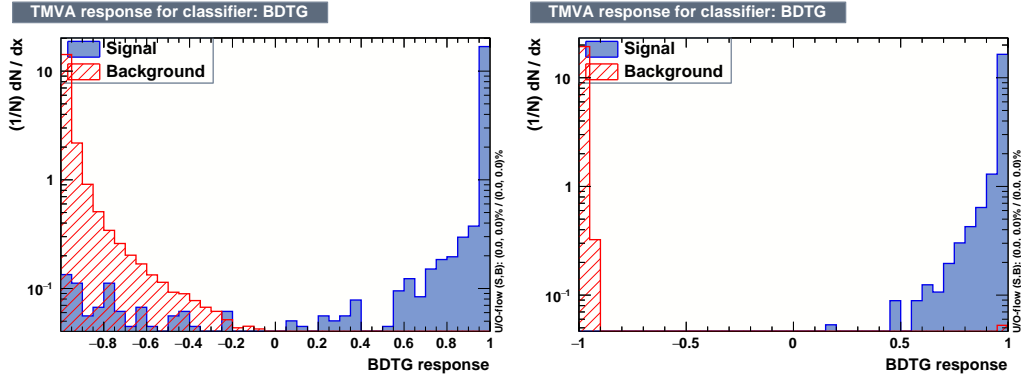 TMVA response for classifier: BDTG
Signal
Background
10
1
10⁻¹
(1/N) dN / dx
−0.8 −0.6 −0.4 −0.2 0 0.2 0.4 0.6 0.8 1
BDTG response
U/O-flow (S,B): (0.0, 0.0)% / (0.0, 0.0)%
TMVA response for classifier: BDTG
Signal
Background
10
1
10⁻¹
(1/N) dN / dx
−1 −0.5 0 0.5 1
BDTG response
U/O-flow (S,B): (0.0, 0.0)% / (0.0, 0.0)%